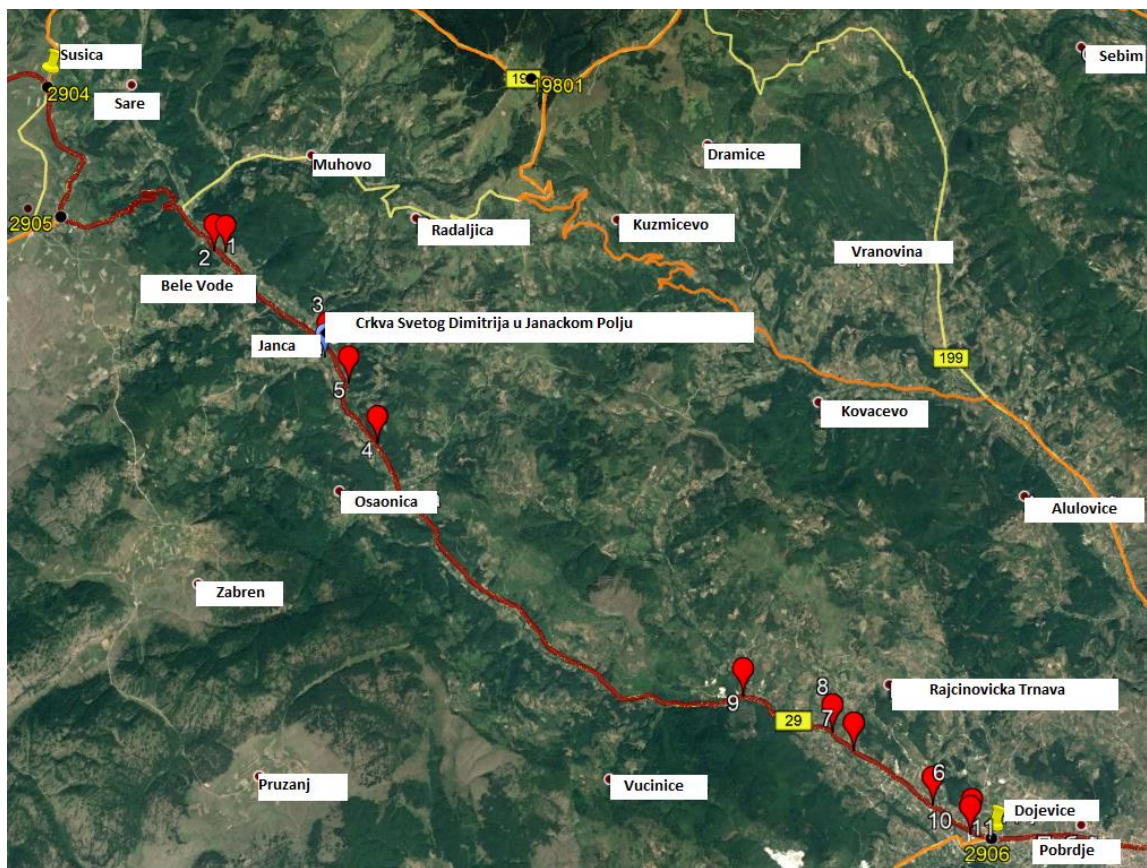 Susica
Sebim
2904
19801
Sare
Dramice
Muhovo
2905
Radaljica
Kuzmicevo
2
1
Vranovina
Bele Vode
3
Crkva Svetog Dimitrija u Janackom Polju
Janca
199
5
Kovacevo
4
Osaonica
Alulovice
Zabren
8
Rajcinovicka Trnava
9
29
7
Pruzanj
Vucinice
6
10
11
Dojevice
2906
Pobrdje